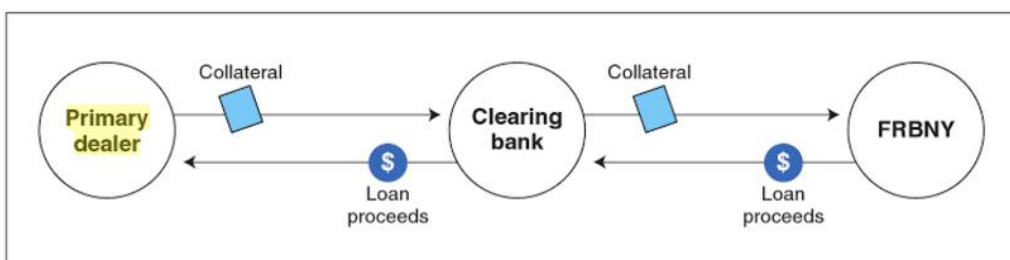 Collateral
Collateral
Primary
dealer
Clearing
bank
FRBNY
$
$
Loan
proceeds
Loan
proceeds